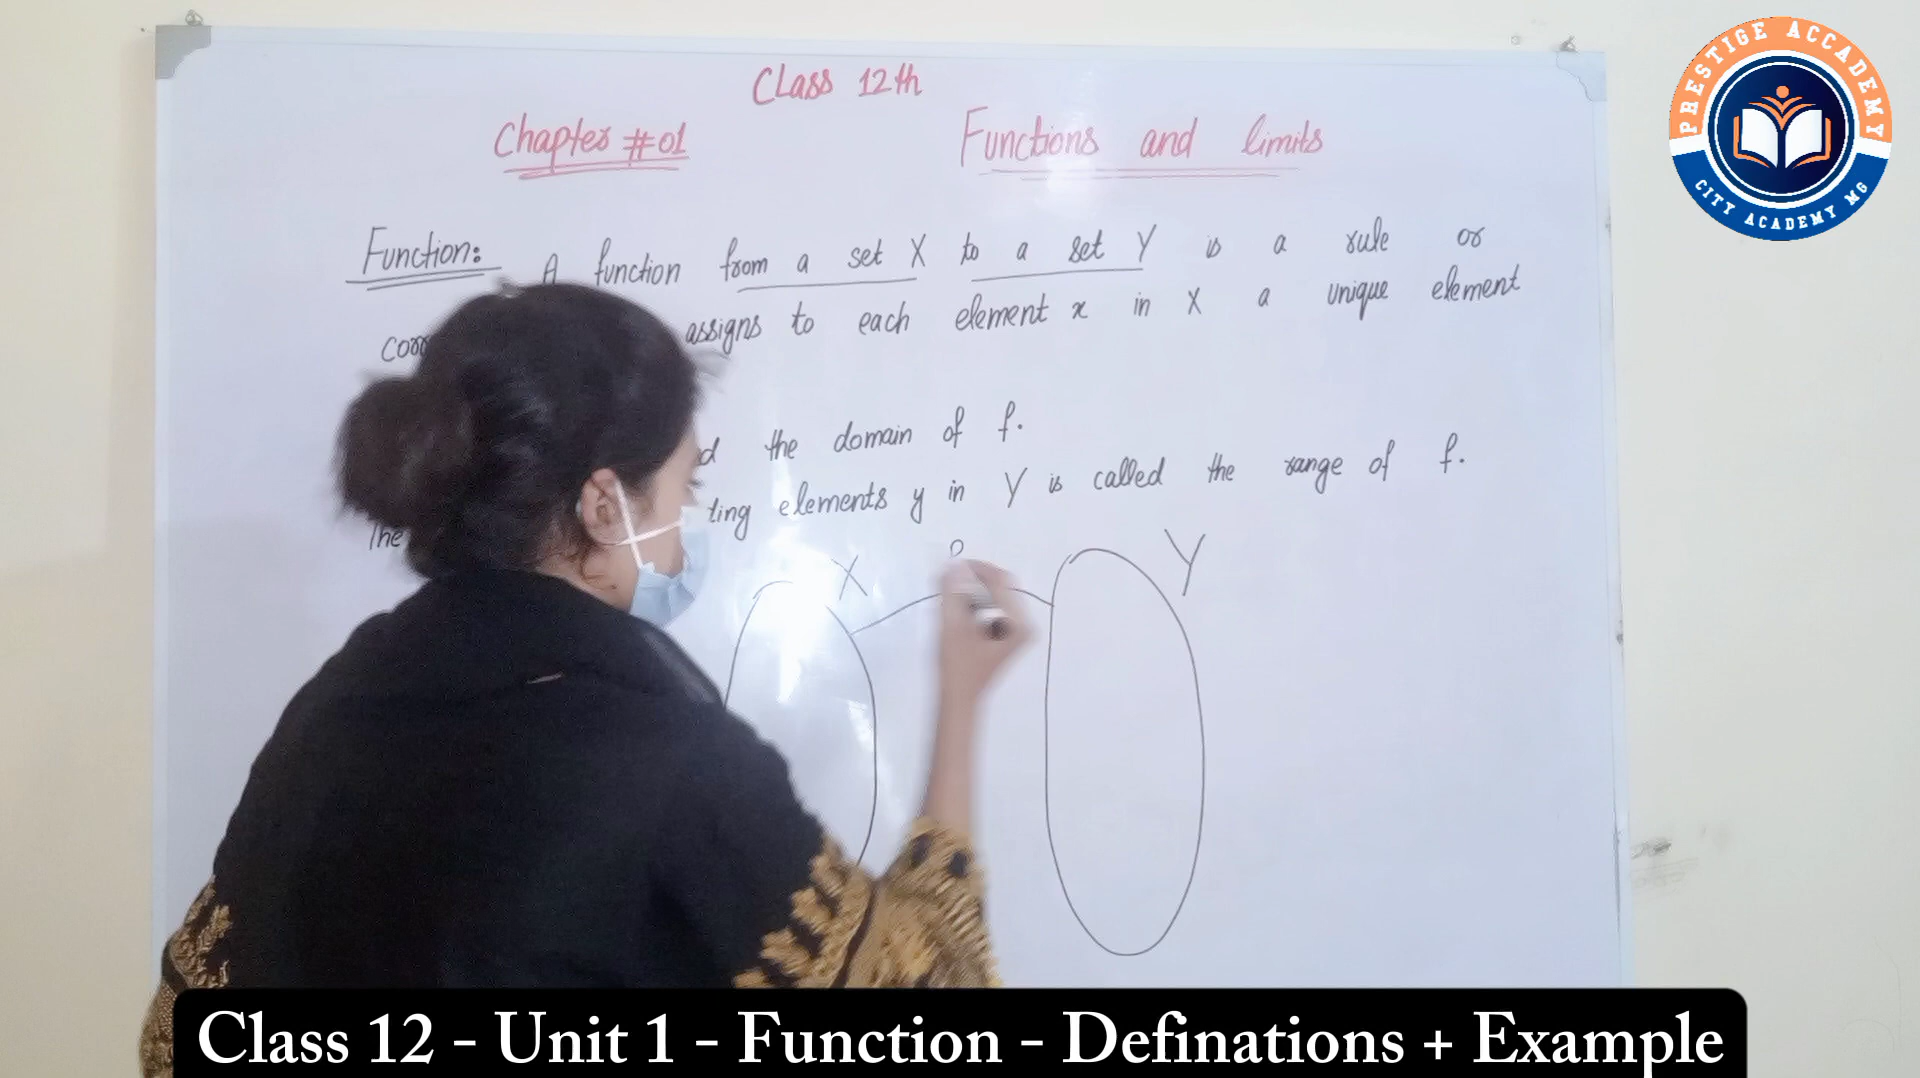 CLass 12th
Chapter #01
Functions and limits
Function: A function from a set X to a set Y is a rule or
assigns to each element x in X a unique element
the domain of f.
The elements y in Y is called the range of f.
X
Y
PRESTIGE ACCADEMY
CITY ACADEMY MG
Class 12 - Unit 1 - Function - Definations + Example